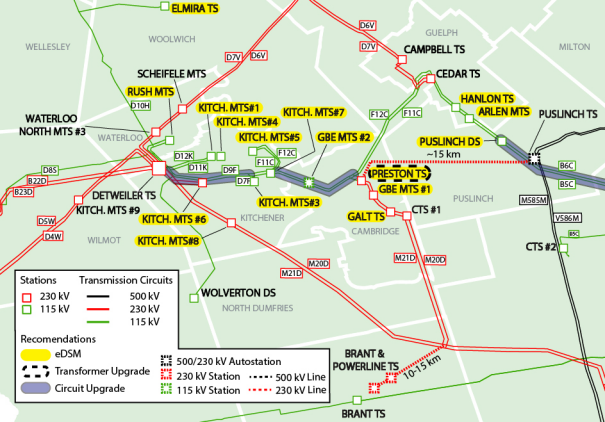 ELMIRA TS
WELLESLEY
WOOLWICH
D6V
D7V
GUELPH
MILTON
D7V
D6V
CAMPBELL TS
SCHEIFELE MTS
CEDAR TS
RUSH MTS
D10H
KITCH. MTS#1
KITCH. MTS#4
KITCH. MTS#7
HANLON TS
ARLEN MTS
WATERLOO
NORTH MTS #3
WATERLOO
KITCH. MTS#5
GBE MTS #2
F12C
F11C
PUSLINCH TS
PUSLINCH DS
D12K
F12C
~15 km
D11K
F11C
D8S
D9F
PRESTON TS
B6C
B22D
D7F
B5C
B23D
DETWEILER TS
KITCH. MTS#3
GBE MTS #1
M585M
KITCH. MTS #9
PUSLINCH
V586M
D5W
KITCH. MTS #6
KITCHENER
GALT TS
CTS #1
B5C
D4W
WILMOT
KITCH. MTS#8
CAMBRIDGE
CTS #2
M20D
M21D
M21D
M20D
WOLVERTON DS
NORTH DUMFRIES
Stations
Transmission Circuits
230 kV
500 kV
115 kV
230 kV
115 kV
Recomendations
eDSM
Transformer Upgrade
Circuit Upgrade
500/230 kV Autostation
230 kV Station
500 kV Line
115 kV Station
230 kV Line
BRANT &
POWERLINE TS
10-15 km
BRANT TS